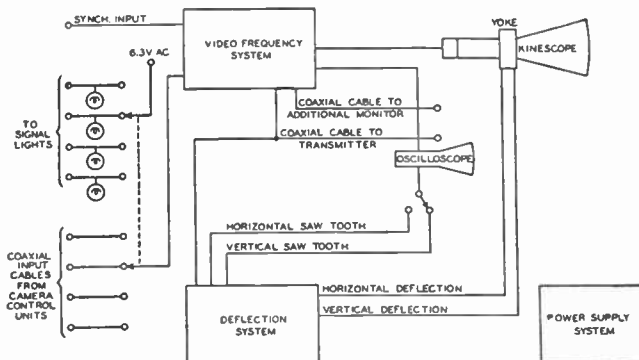 SYNCH. INPUT
6.3V AC
VIDEO FREQUENCY
SYSTEM
YOKE
KINESCOPE
TO
SIGNAL
LIGHTS
COAXIAL CABLE TO
ADDITIONAL MONITOR
COAXIAL CABLE TO
TRANSMITTER
OSCILLOSCOPE
HORIZONTAL SAW TOOTH
VERTICAL SAW TOOTH
COAXIAL
INPUT
CABLES
FROM
CAMERA
CONTROL
UNITS
DEFLECTION
SYSTEM
HORIZONTAL DEFLECTION
VERTICAL DEFLECTION
POWER SUPPLY
SYSTEM